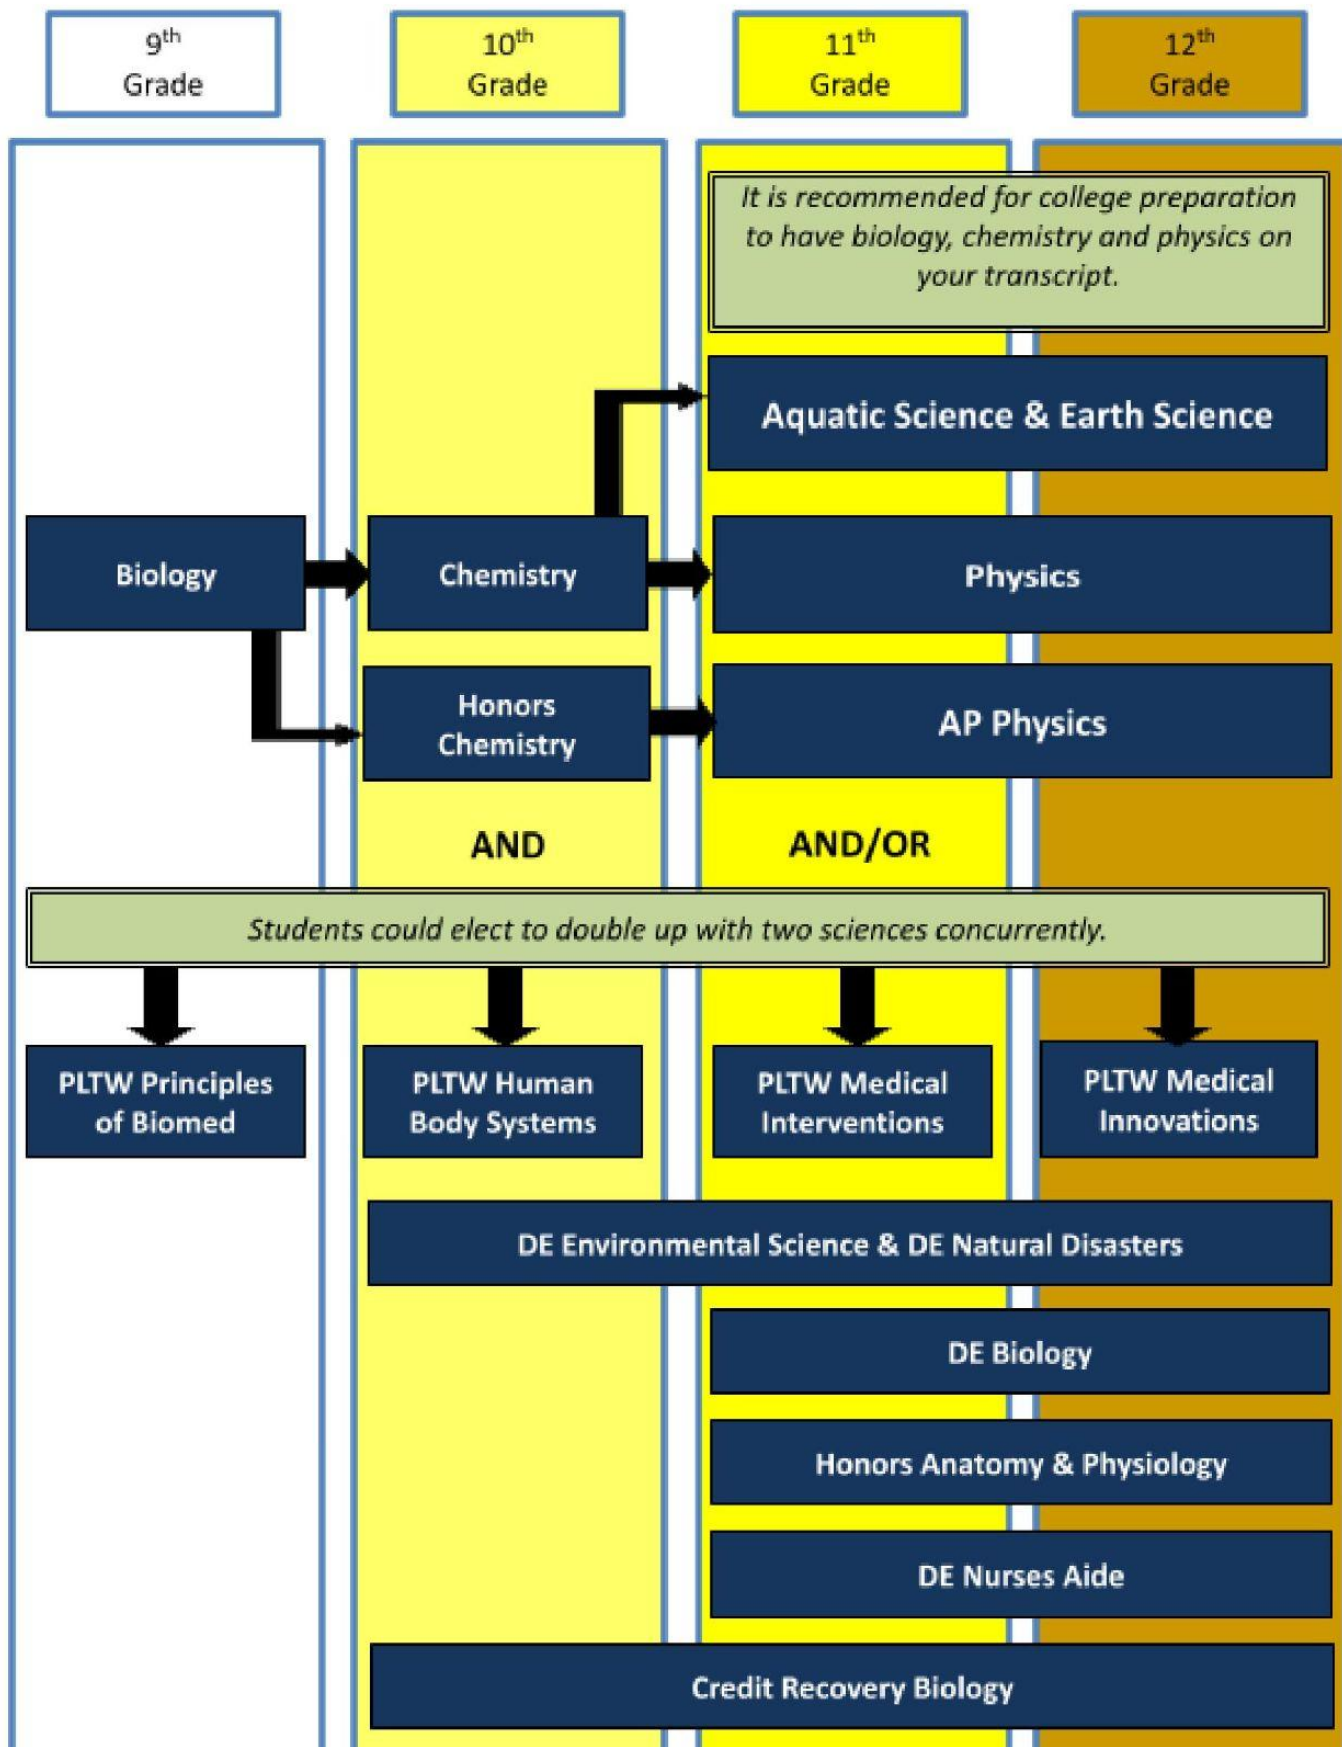 9th
Grade
10th
Grade
11th
Grade
12th
Grade
It is recommended for college preparation
to have biology, chemistry and physics on
your transcript.
Aquatic Science & Earth Science
Biology
Chemistry
Physics
Honors
Chemistry
AP Physics
AND
AND/OR
Students could elect to double up with two sciences concurrently.
PLTW Principles
of Biomed
PLTW Human
Body Systems
PLTW Medical
Interventions
PLTW Medical
Innovations
DE Environmental Science & DE Natural Disasters
DE Biology
Honors Anatomy & Physiology
DE Nurses Aide
Credit Recovery Biology